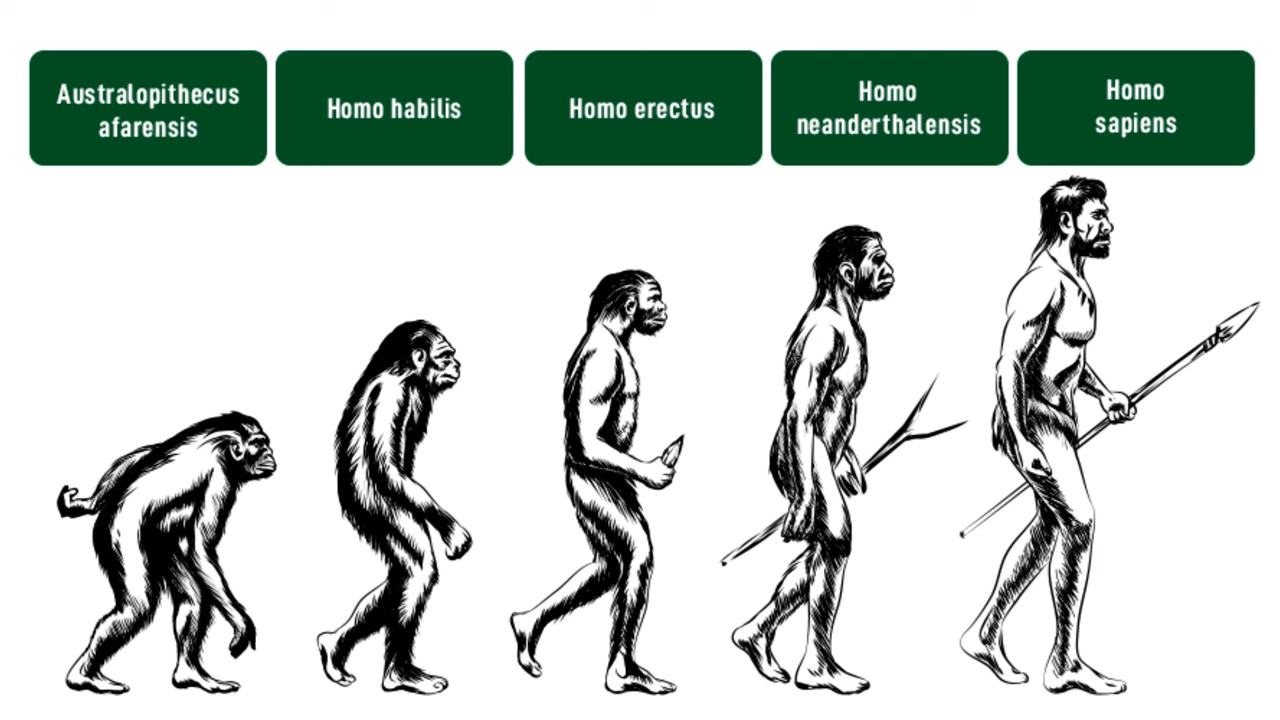 Australopithecus
afarensis
Homo habilis
Homo erectus
Homo
neanderthalensis
Homo
sapiens